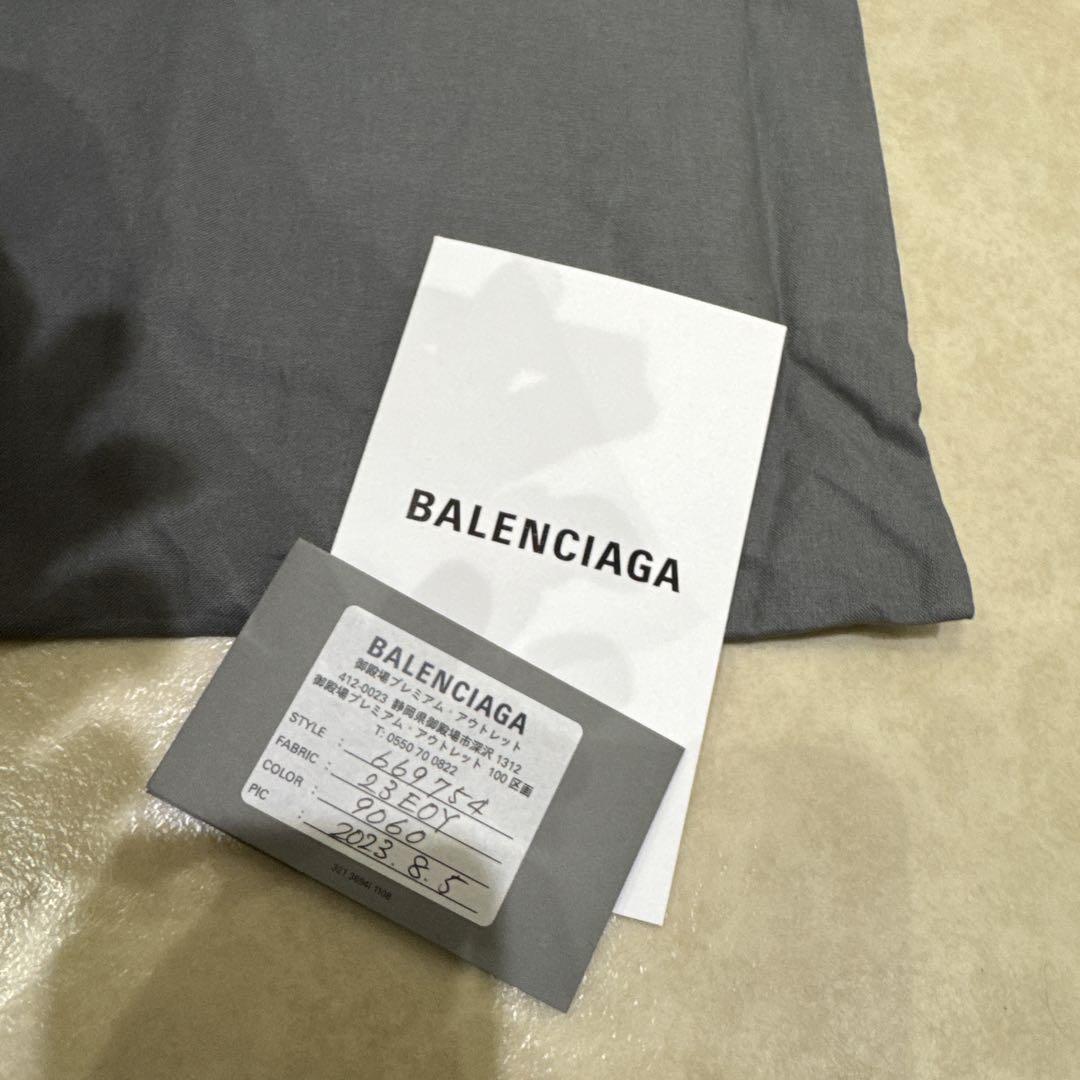 BALENCIAGA
BALENCIAGA
御殿場プレミアム・アウトレット
412-0023 静岡県御殿場市深沢 1312
御殿場プレミアム・アウトレット 100 区画
T: 0550 70 0822
STYLE : 669754
FABRIC : 23E0Y
COLOR : 9060
PIC : 2023.8.5